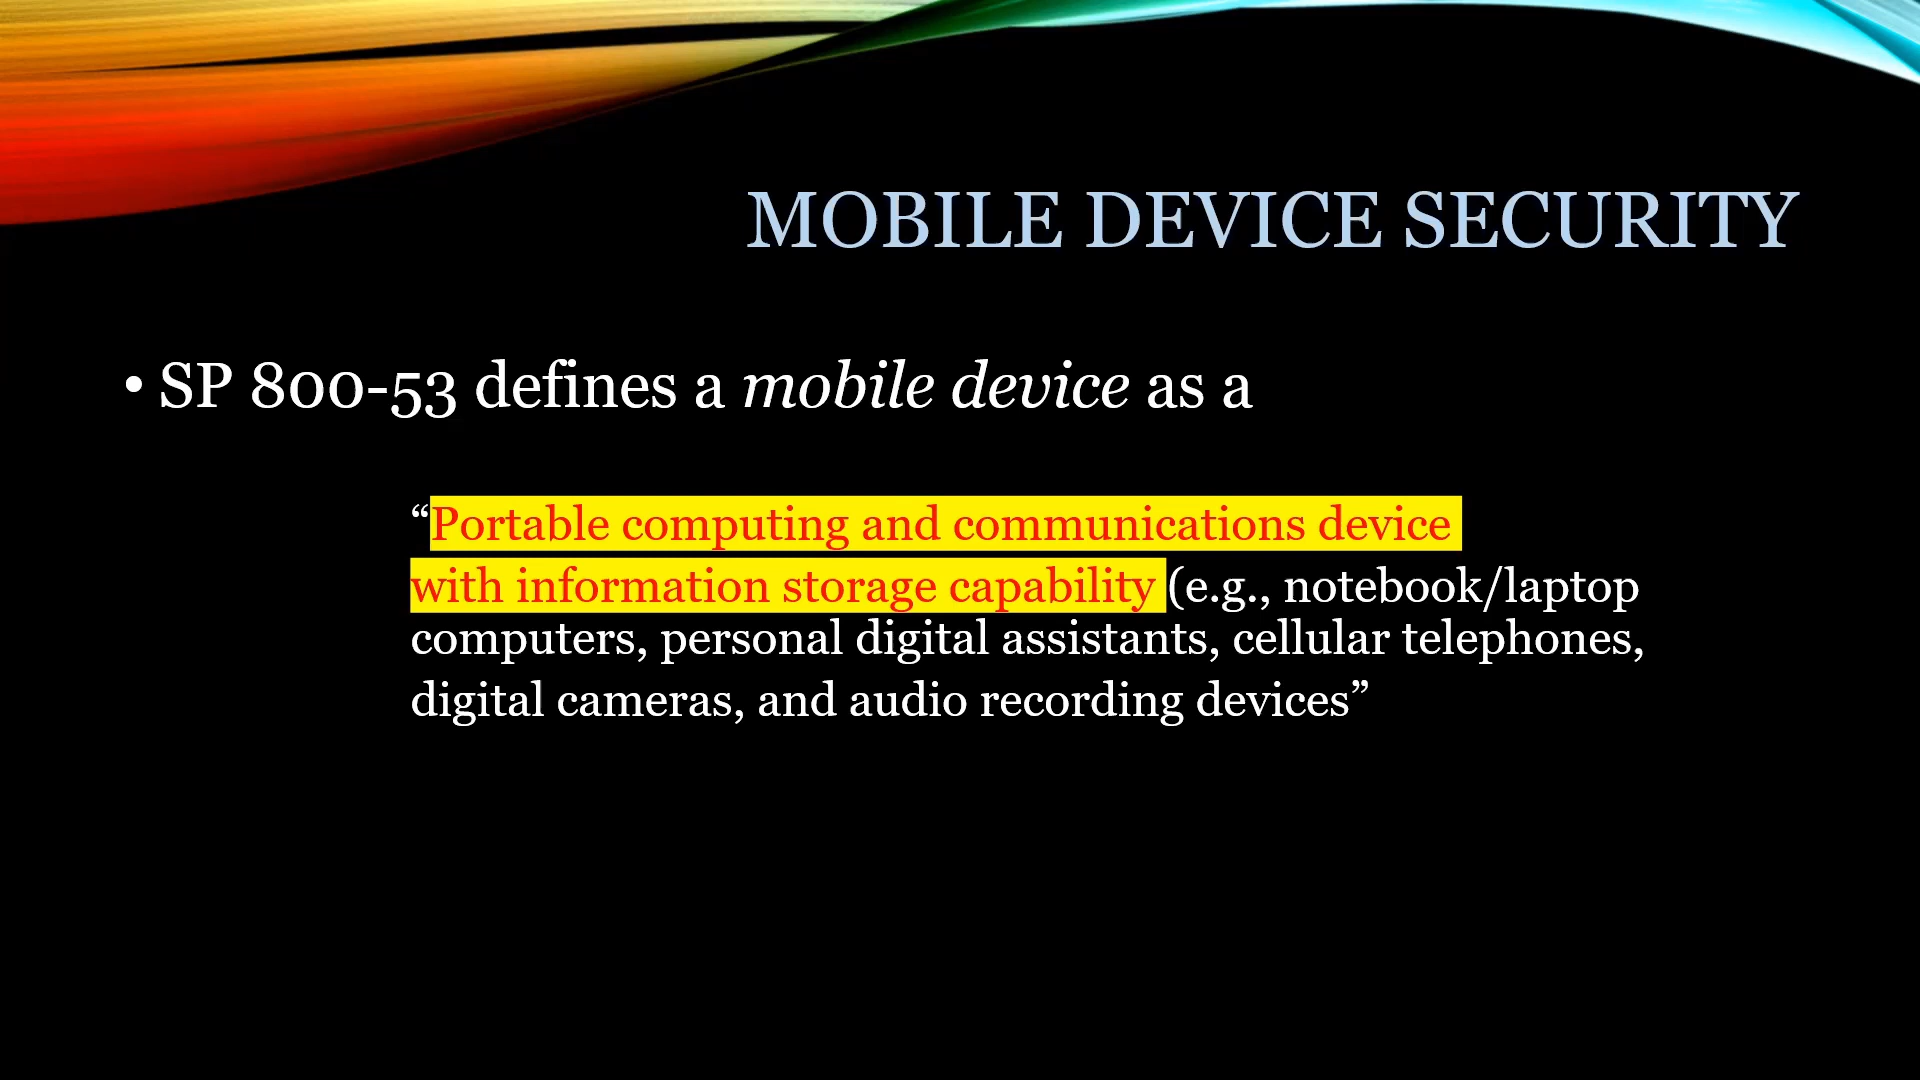 MOBILE DEVICE SECURITY
• SP 800-53 defines a mobile device as a
“Portable computing and communications device
with information storage capability (e.g., notebook/laptop
computers, personal digital assistants, cellular telephones,
digital cameras, and audio recording devices”